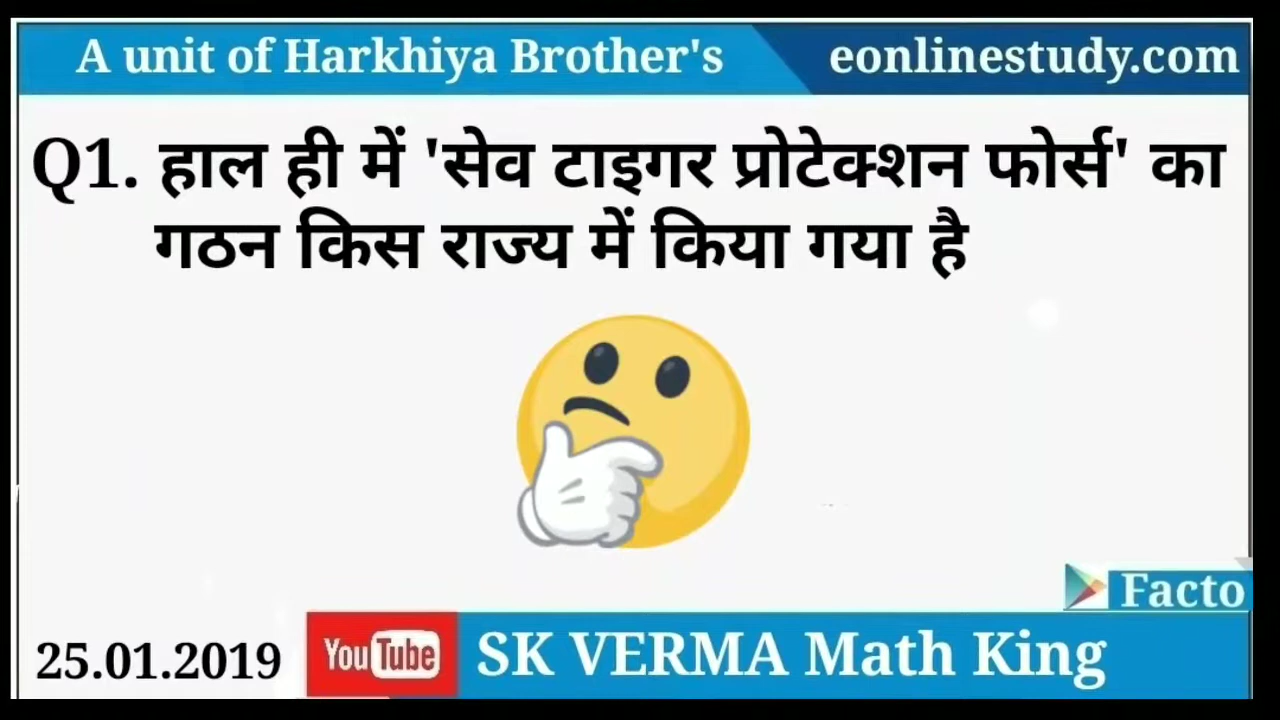 A unit of Harkhiya Brother's
eonlinestudy.com
Q1. हाल ही में 'सेव टाइगर प्रोटेक्शन फोर्स' का
गठन किस राज्य में किया गया है
Facto
25.01.2019
YouTube
SK VERMA Math King